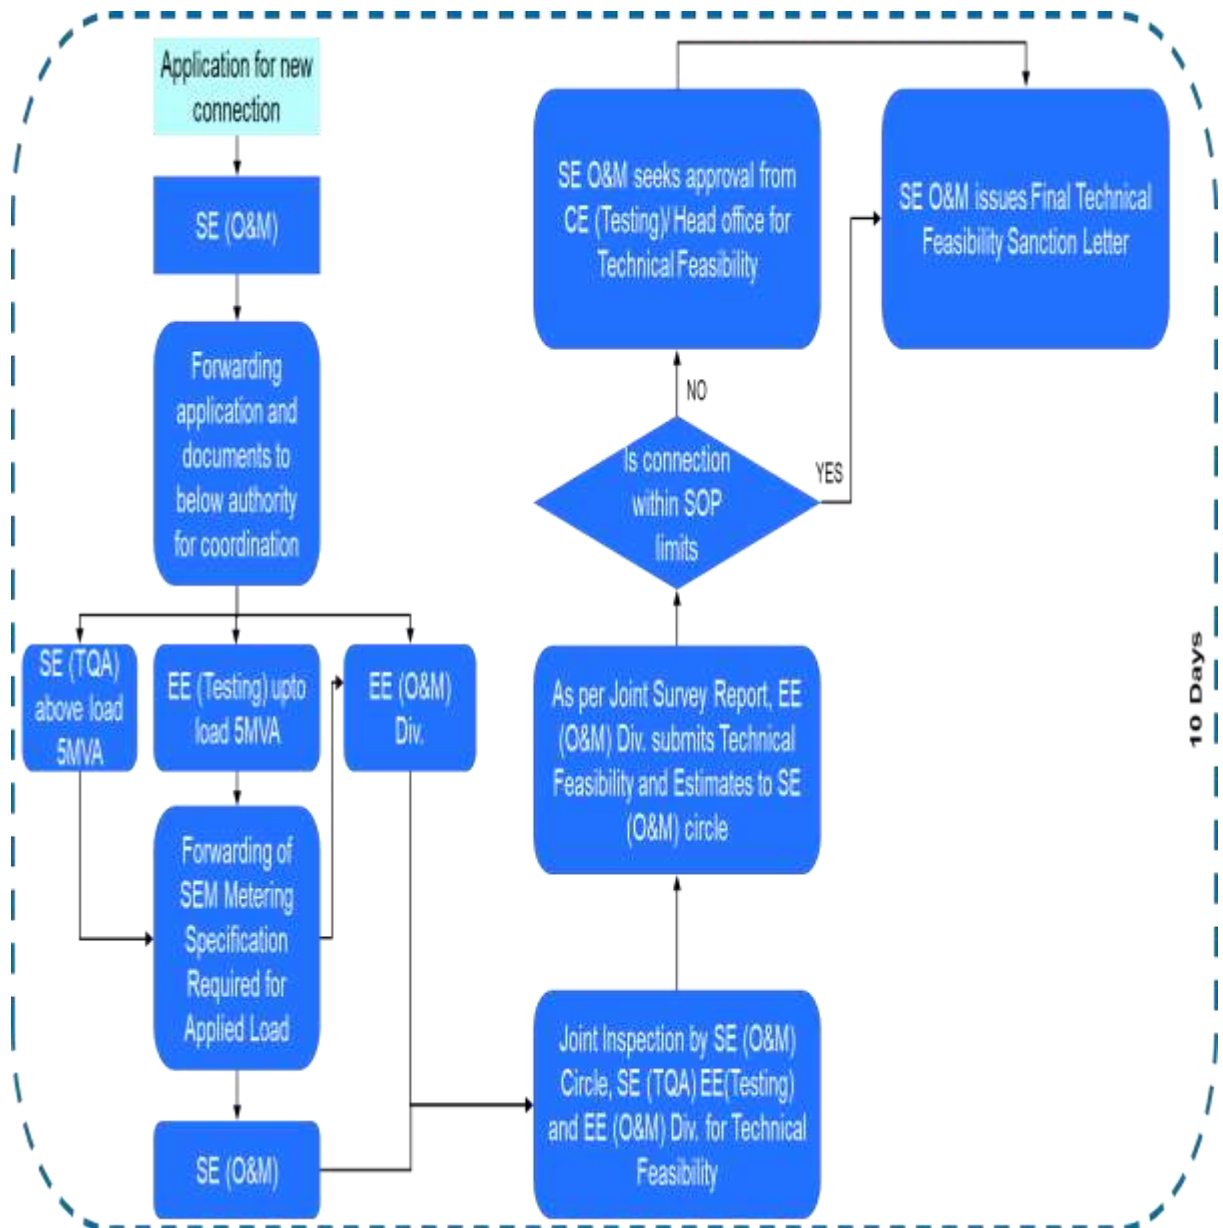 Application for new
connection
SE (O&M)
Forwarding
application and
documents to
below authority
for coordination
SE (TQA)
above load
5MVA
EE (Testing) upto
load 5MVA
EE (O&M)
Div.
Forwarding of
SEM Metering
Specification
Required for
Applied Load
SE (O&M)
Joint Inspection by SE (O&M)
Circle, SE (TQA) EE(Testing)
and EE (O&M) Div. for Technical
Feasibility
As per Joint Survey Report, EE
(O&M) Div. submits Technical
Feasibility and Estimates to SE
(O&M) circle
Is connection
within SOP
limits
NO
YES
SE O&M seeks approval from
CE (Testing)/ Head office for
Technical Feasibility
SE O&M issues Final Technical
Feasibility Sanction Letter
10 Days